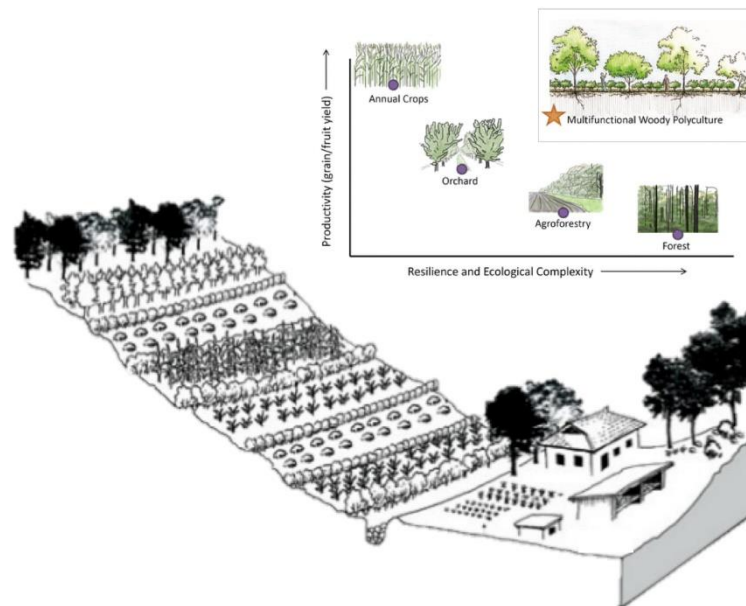 Productivity (grain/fruit yield)
Annual Crops
Multifunctional Woody Polyculture
Orchard
Agroforestry
Forest
Resilience and Ecological Complexity